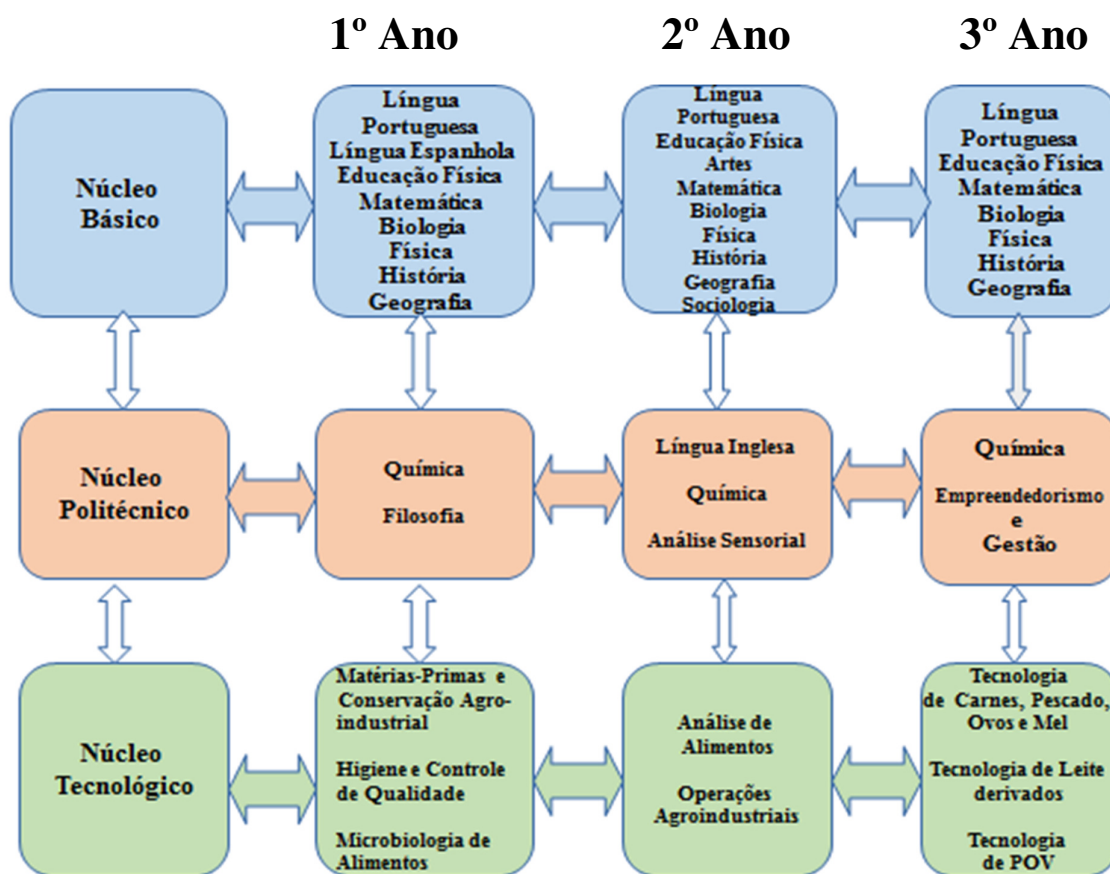 1º Ano
2º Ano
3º Ano
Núcleo
Básico
Língua
Portuguesa
Língua Espanhola
Educação Física
Matemática
Biologia
Física
História
Geografia
Língua
Portuguesa
Educação Física
Artes
Matemática
Biologia
Física
História
Geografia
Sociologia
Língua
Portuguesa
Educação Física
Matemática
Biologia
Física
História
Geografia
Núcleo
Politécnico
Química
Filosofia
Língua Inglesa
Química
Análise Sensorial
Química
Empreendedorismo
e
Gestão
Núcleo
Tecnológico
Matérias-Primas e
Conservação Agro-
industrial
Higiene e Controle
de Qualidade
Microbiologia de
Alimentos
Análise de
Alimentos
Operações
Agroindustriais
Tecnologia
de Carnes, Pescado,
Ovos e Mel
Tecnologia de Leite
derivados
Tecnologia
de POV